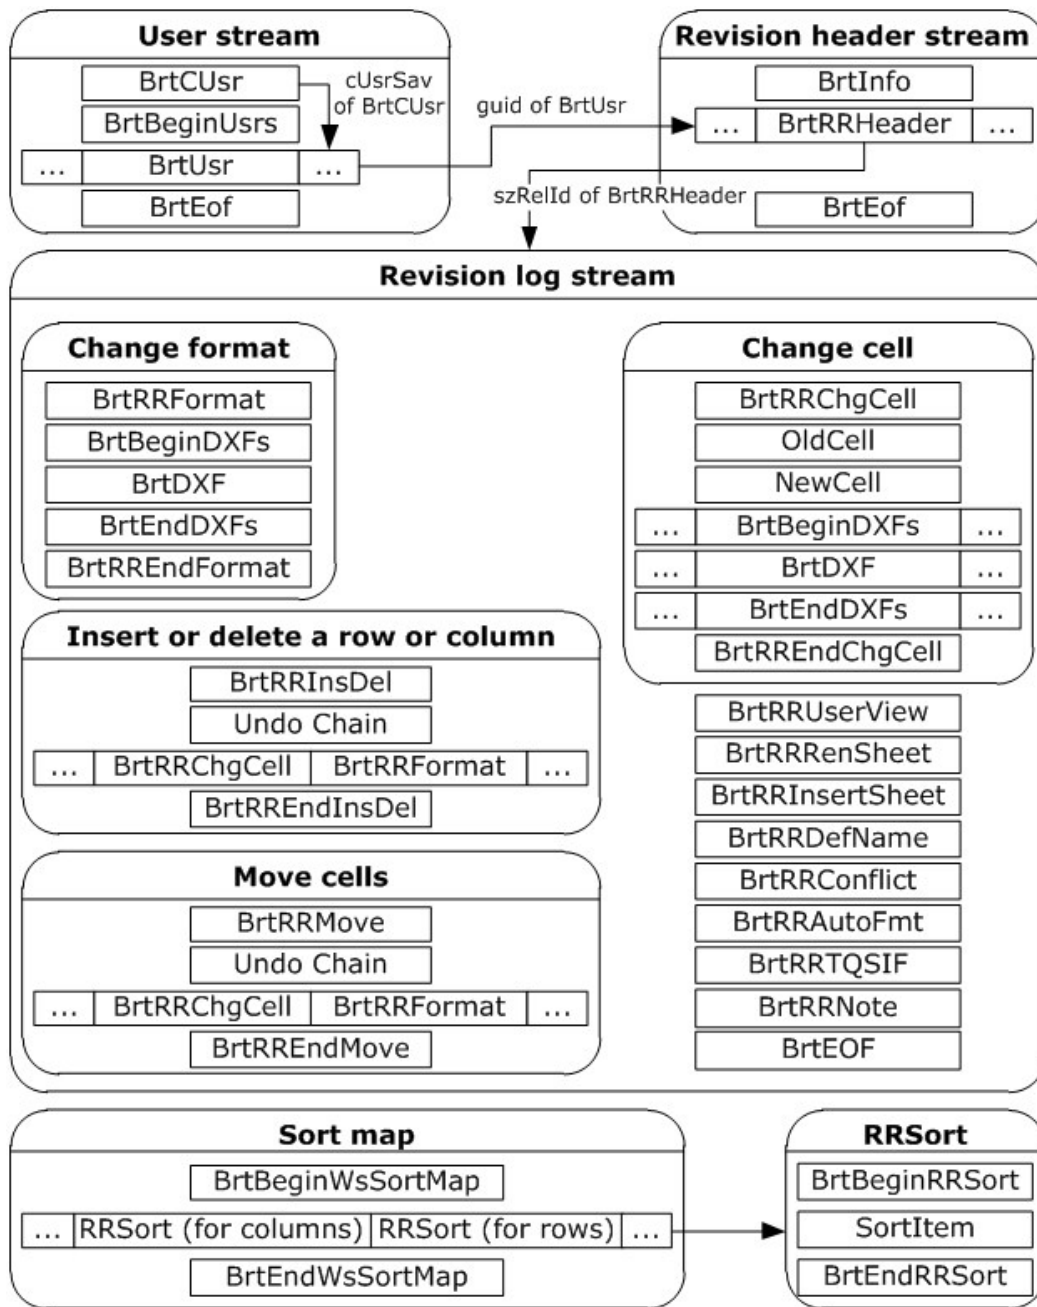 User stream
BrtCUsr
BrtBeginUsrs
... BrtUsr ...
BrtEof
cUsrSav
of BrtCUsr
guid of BrtUsr
Revision header stream
BrtInfo
... BrtRRHeader ...
BrtEof
szRelId of BrtRRHeader
Revision log stream
Change format
BrtRRFormat
BrtBeginDXFs
BrtDXF
BrtEndDXFs
BrtRREndFormat
Change cell
BrtRRChgCell
OldCell
NewCell
... BrtBeginDXFs ...
... BrtDXF ...
... BrtEndDXFs ...
BrtRREndChgCell
Insert or delete a row or column
BrtRRInsDel
Undo Chain
... BrtRRChgCell BrtRRFormat ...
BrtRREndInsDel
Move cells
BrtRRMove
Undo Chain
... BrtRRChgCell BrtRRFormat ...
BrtRREndMove
BrtRRUserView
BrtRRRenSheet
BrtRRInsertSheet
BrtRRDefName
BrtRRConflict
BrtRRAutoFmt
BrtRRTQSIF
BrtRRNote
BrtEOF
Sort map
BrtBeginWsSortMap
... RRSort (for columns) RRSort (for rows) ...
BrtEndWsSortMap
RRSort
BrtBeginRRSort
SortItem
BrtEndRRSort